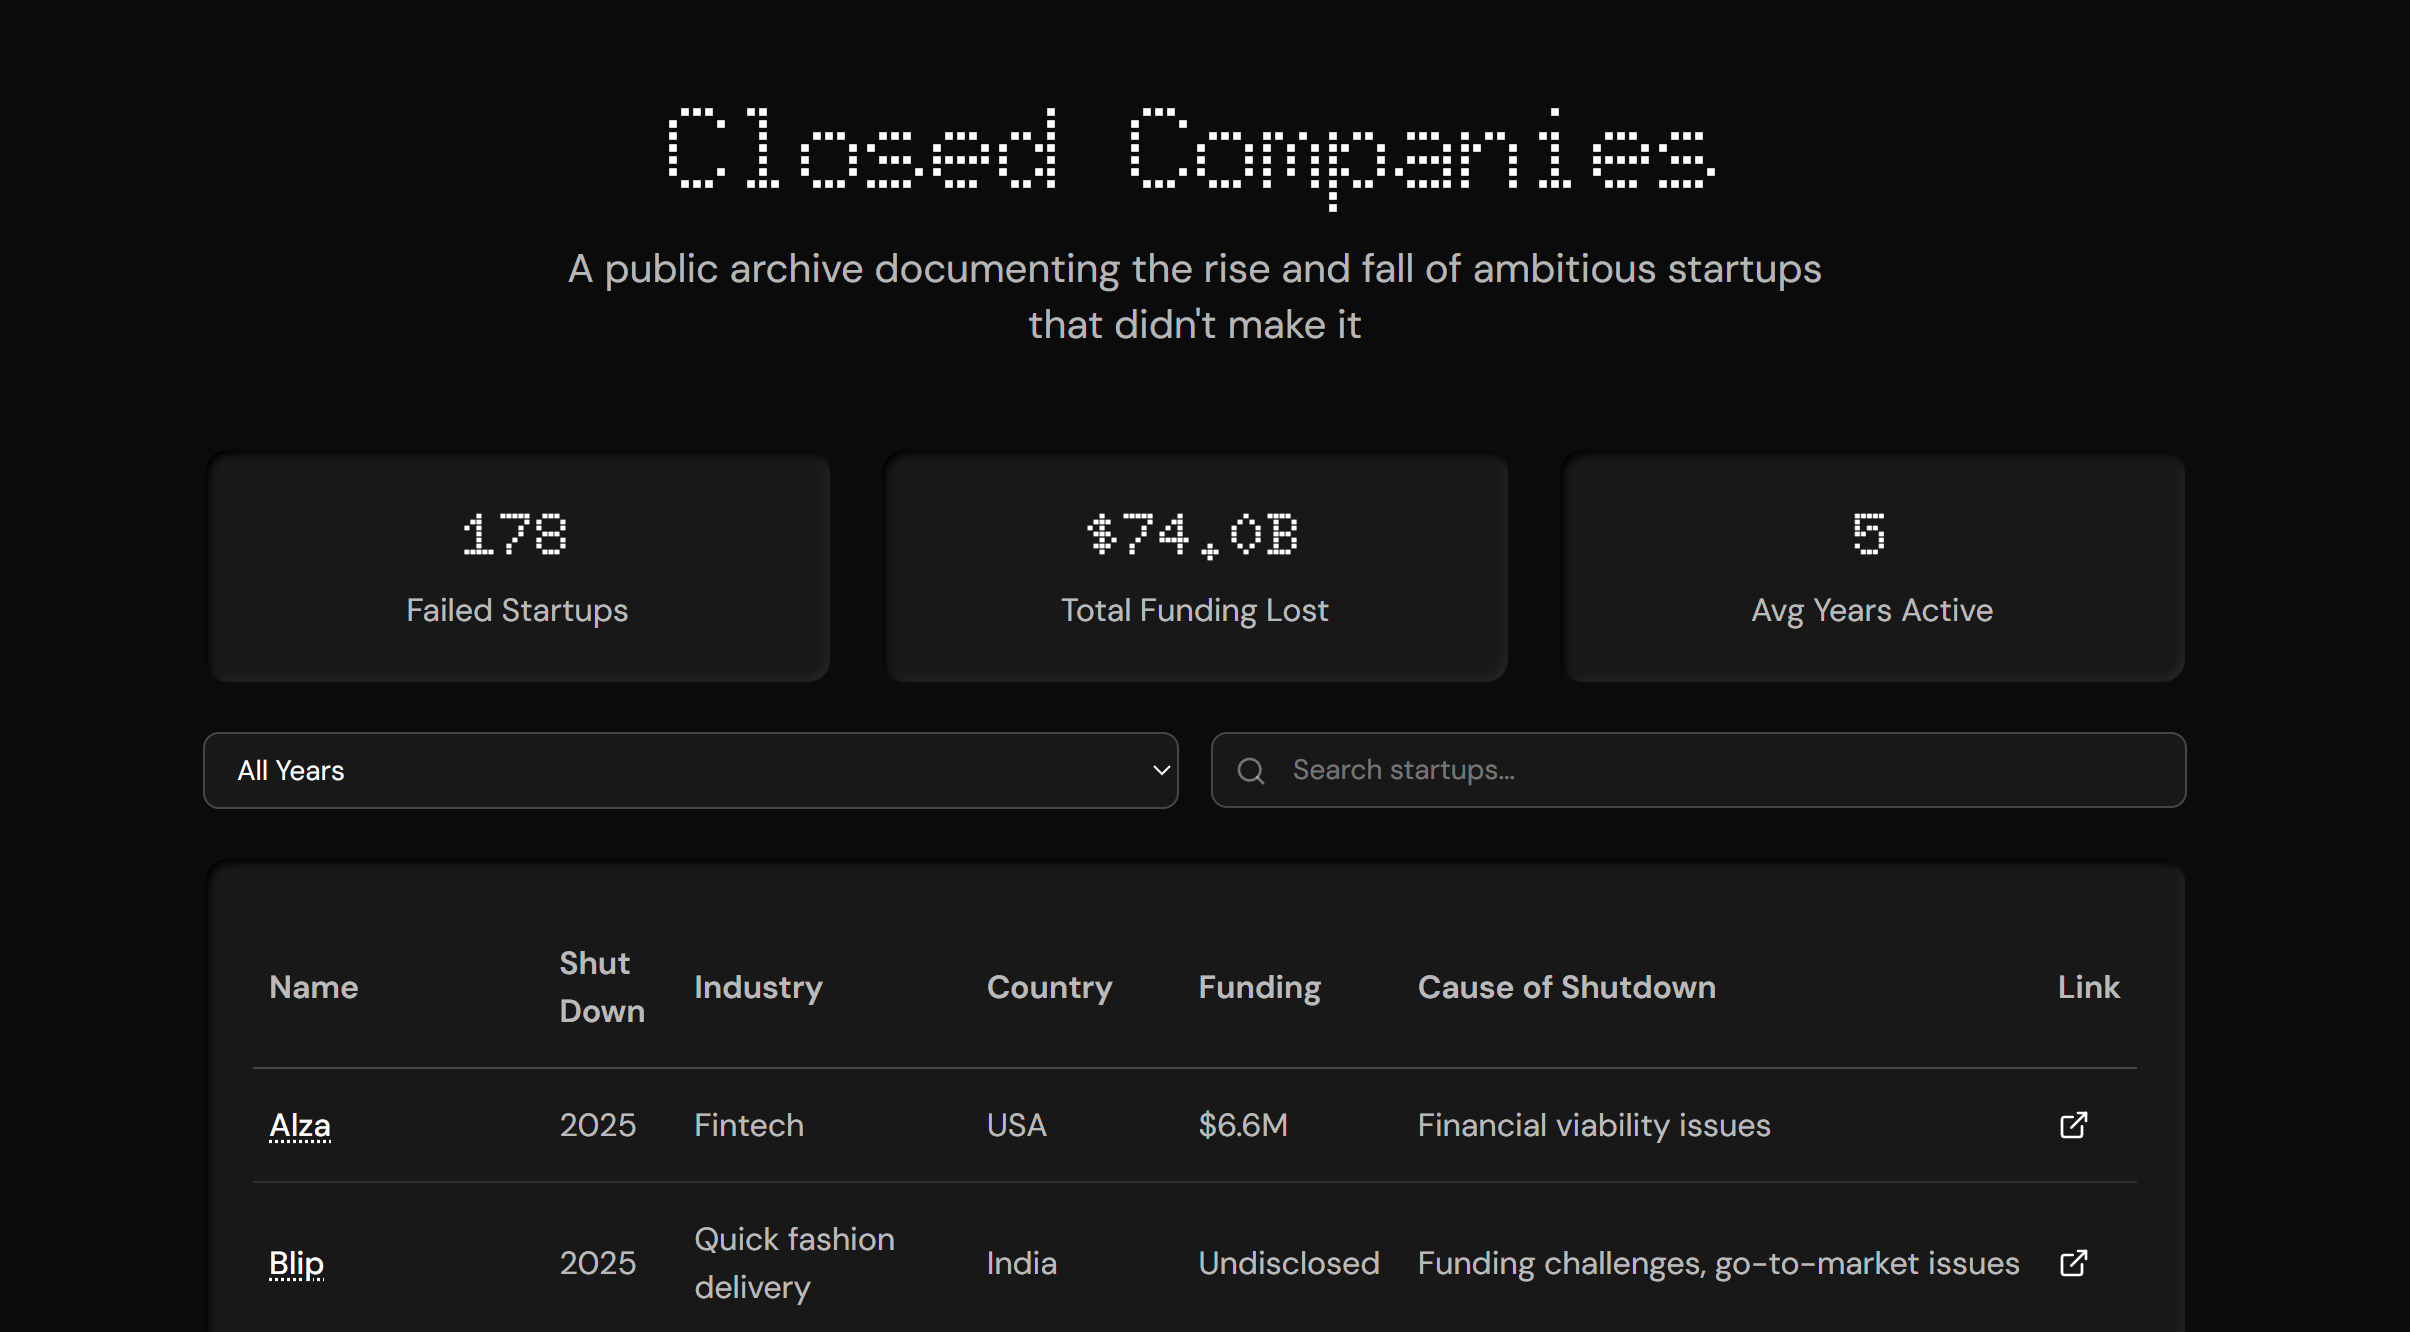 Closed Companies
A public archive documenting the rise and fall of ambitious startups
that didn't make it
178
Failed Startups
$74.0B
Total Funding Lost
5
Avg Years Active
All Years
Search startups...
Name
Shut
Down
Industry
Country
Funding
Cause of Shutdown
Link
Alza
2025
Fintech
USA
$6.6M
Financial viability issues
Blip
2025
Quick fashion
delivery
India
Undisclosed
Funding challenges, go-to-market issues